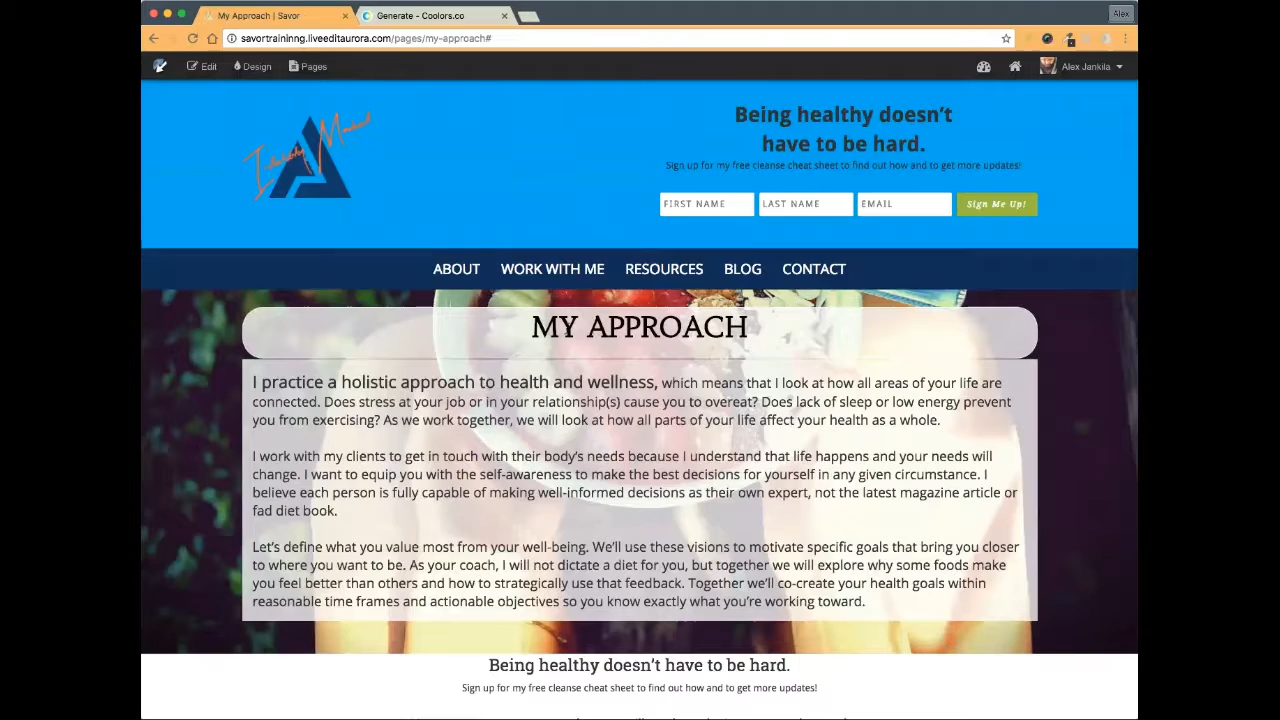 My Approach | Savor
Generate - Coolors.co
Alex
savortraininng.liveeditaurora.com/pages/my-approach#
Edit
Design
Pages
Alex Jankila
Being healthy doesn't
have to be hard.
Sign up for my free cleanse cheat sheet to find out how and to get more updates!
FIRST NAME
LAST NAME
EMAIL
Sign Me Up!
ABOUT
WORK WITH ME
RESOURCES
BLOG
CONTACT
MY APPROACH
I practice a holistic approach to health and wellness, which means that I look at how all areas of your life are
connected. Does stress at your job or in your relationship(s) cause you to overeat? Does lack of sleep or low energy prevent
you from exercising? As we work together, we will look at how all parts of your life affect your health as a whole.
I work with my clients to get in touch with their body's needs because I understand that life happens and your needs will
change. I want to equip you with the self-awareness to make the best decisions for yourself in any given circumstance. I
believe each person is fully capable of making well-informed decisions as their own expert, not the latest magazine article or
fad diet book.
Let's define what you value most from your well-being. We'll use these visions to motivate specific goals that bring you closer
to where you want to be. As your coach, I will not dictate a diet for you, but together we will explore why some foods make
you feel better than others and how to strategically use that feedback. Together we'll co-create your health goals within
reasonable time frames and actionable objectives so you know exactly what you're working toward.
Being healthy doesn't have to be hard.
Sign up for my free cleanse cheat sheet to find out how and to get more updates!